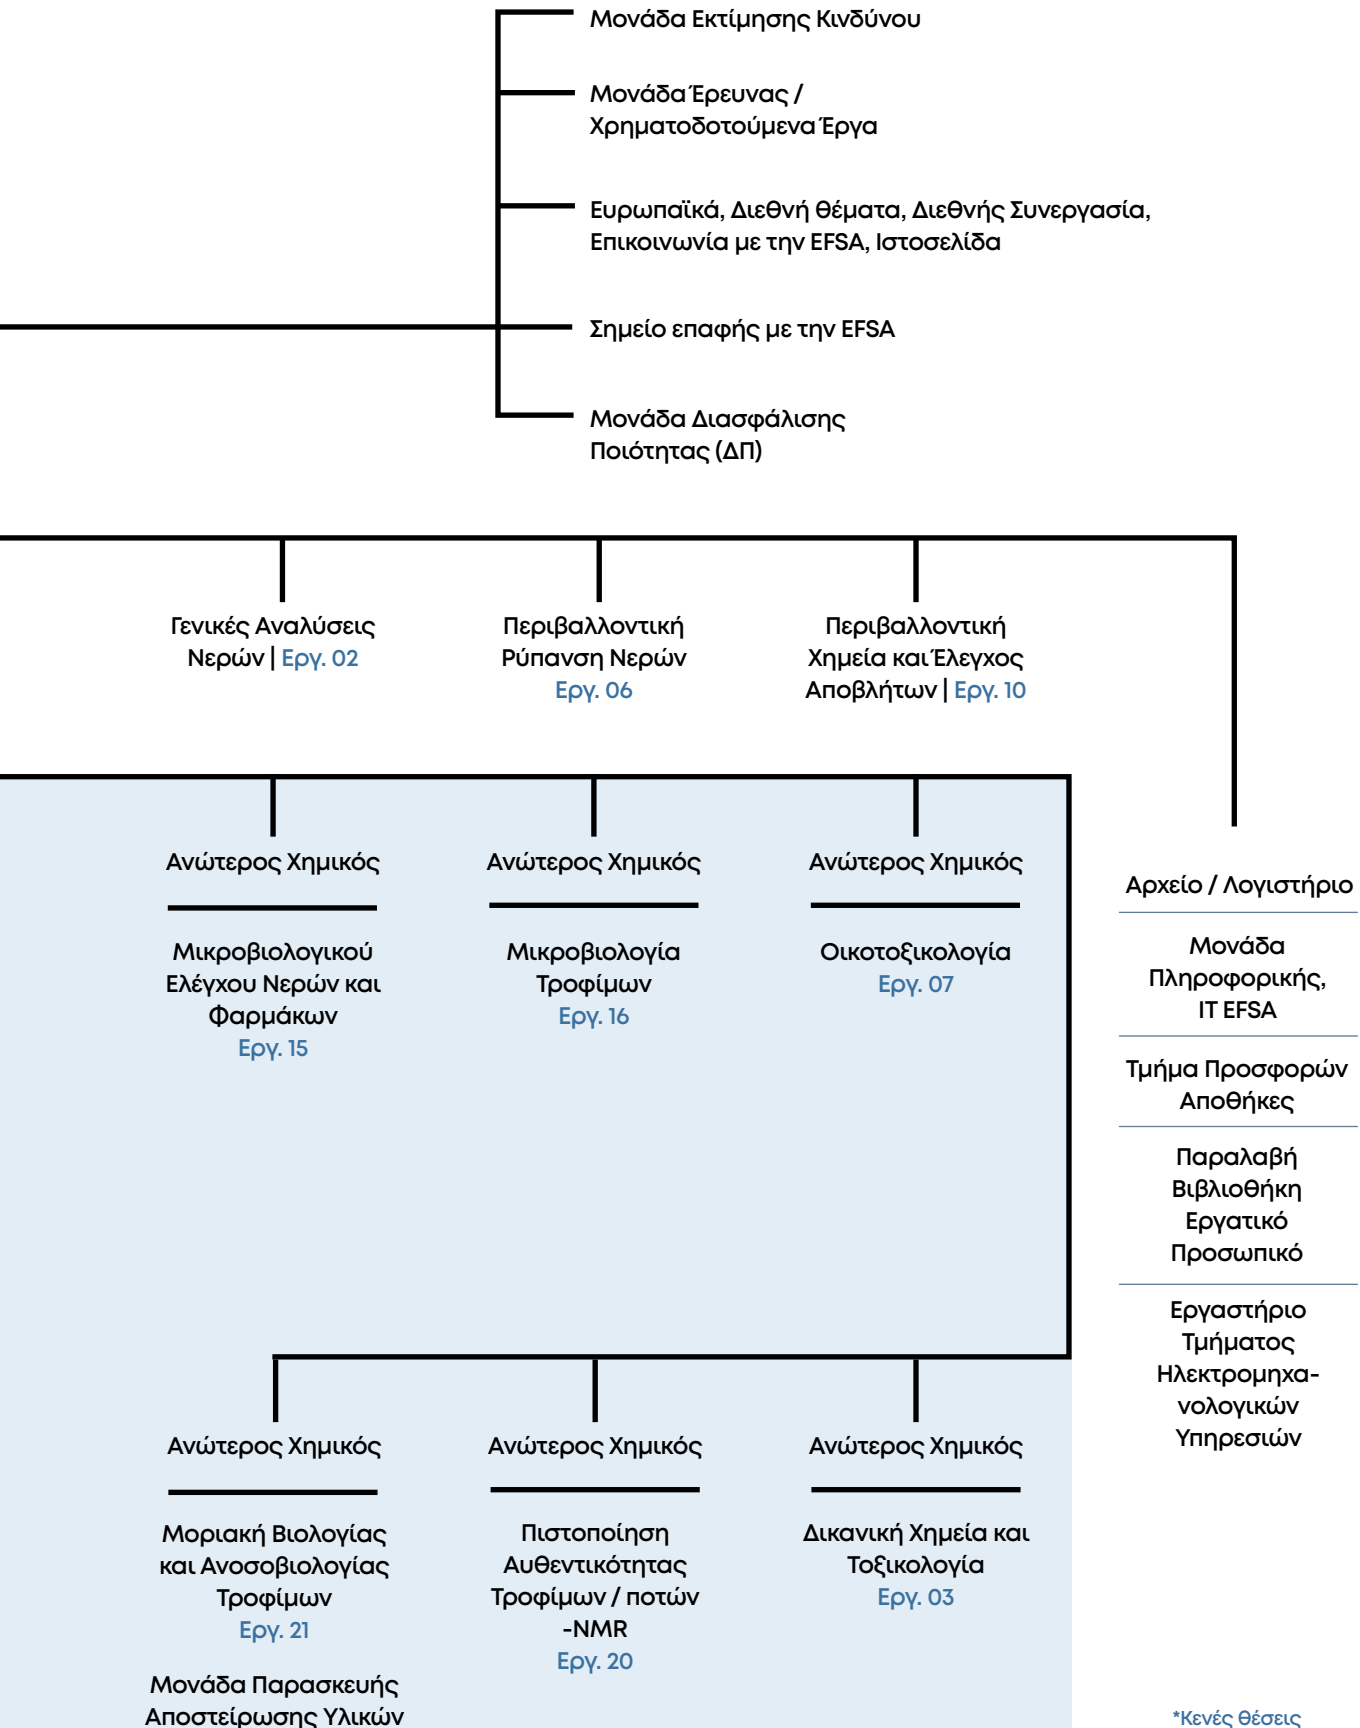 Μονάδα Εκτίμησης Κινδύνου
Μονάδα Έρευνας /
Χρηματοδοτούμενα Έργα
Ευρωπαϊκά, Διεθνή θέματα, Διεθνής Συνεργασία,
Επικοινωνία με την EFSA, Ιστοσελίδα
Σημείο επαφής με την EFSA
Μονάδα Διασφάλισης
Ποιότητας (ΔΠ)
Γενικές Αναλύσεις
Νερών | Εργ. 02
Περιβαλλοντική
Ρύπανση Νερών
Εργ. 06
Περιβαλλοντική
Χημεία και Έλεγχος
Αποβλήτων | Εργ. 10
Ανώτερος Χημικός
Μικροβιολογικού
Ελέγχου Νερών και
Φαρμάκων
Εργ. 15
Ανώτερος Χημικός
Μικροβιολογία
Τροφίμων
Εργ. 16
Ανώτερος Χημικός
Οικοτοξικολογία
Εργ. 07
Αρχείο / Λογιστήριο
Μονάδα
Πληροφορικής,
IT EFSA
Τμήμα Προσφορών
Αποθήκες
Παραλαβή
Βιβλιοθήκη
Εργατικό
Προσωπικό
Εργαστήριο
Τμήματος
Ηλεκτρομηχα-
νολογικών
Υπηρεσιών
Ανώτερος Χημικός
Μοριακή Βιολογίας
και Ανοσοβιολογίας
Τροφίμων
Εργ. 21
Μονάδα Παρασκευής
Αποστείρωσης Υλικών
Ανώτερος Χημικός
Πιστοποίηση
Αυθεντικότητας
Τροφίμων / ποτών
-NMR
Εργ. 20
Ανώτερος Χημικός
Δικανική Χημεία και
Τοξικολογία
Εργ. 03
*Κενές θέσεις